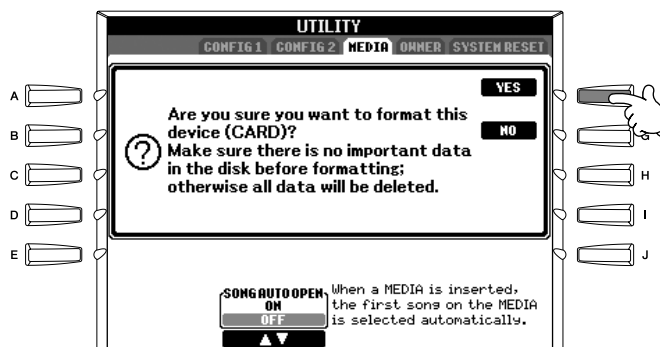 UTILITY
CONFIG 1 CONFIG 2 MEDIA OWNER SYSTEM RESET
YES
NO
Are you sure you want to format this
device (CARD)?
Make sure there is no important data
in the disk before formatting;
otherwise all data will be deleted.
A
B
C
D
E
G
H
I
J
SONG AUTO OPEN
ON
OFF
When a MEDIA is inserted,
the first song on the MEDIA
is selected automatically.